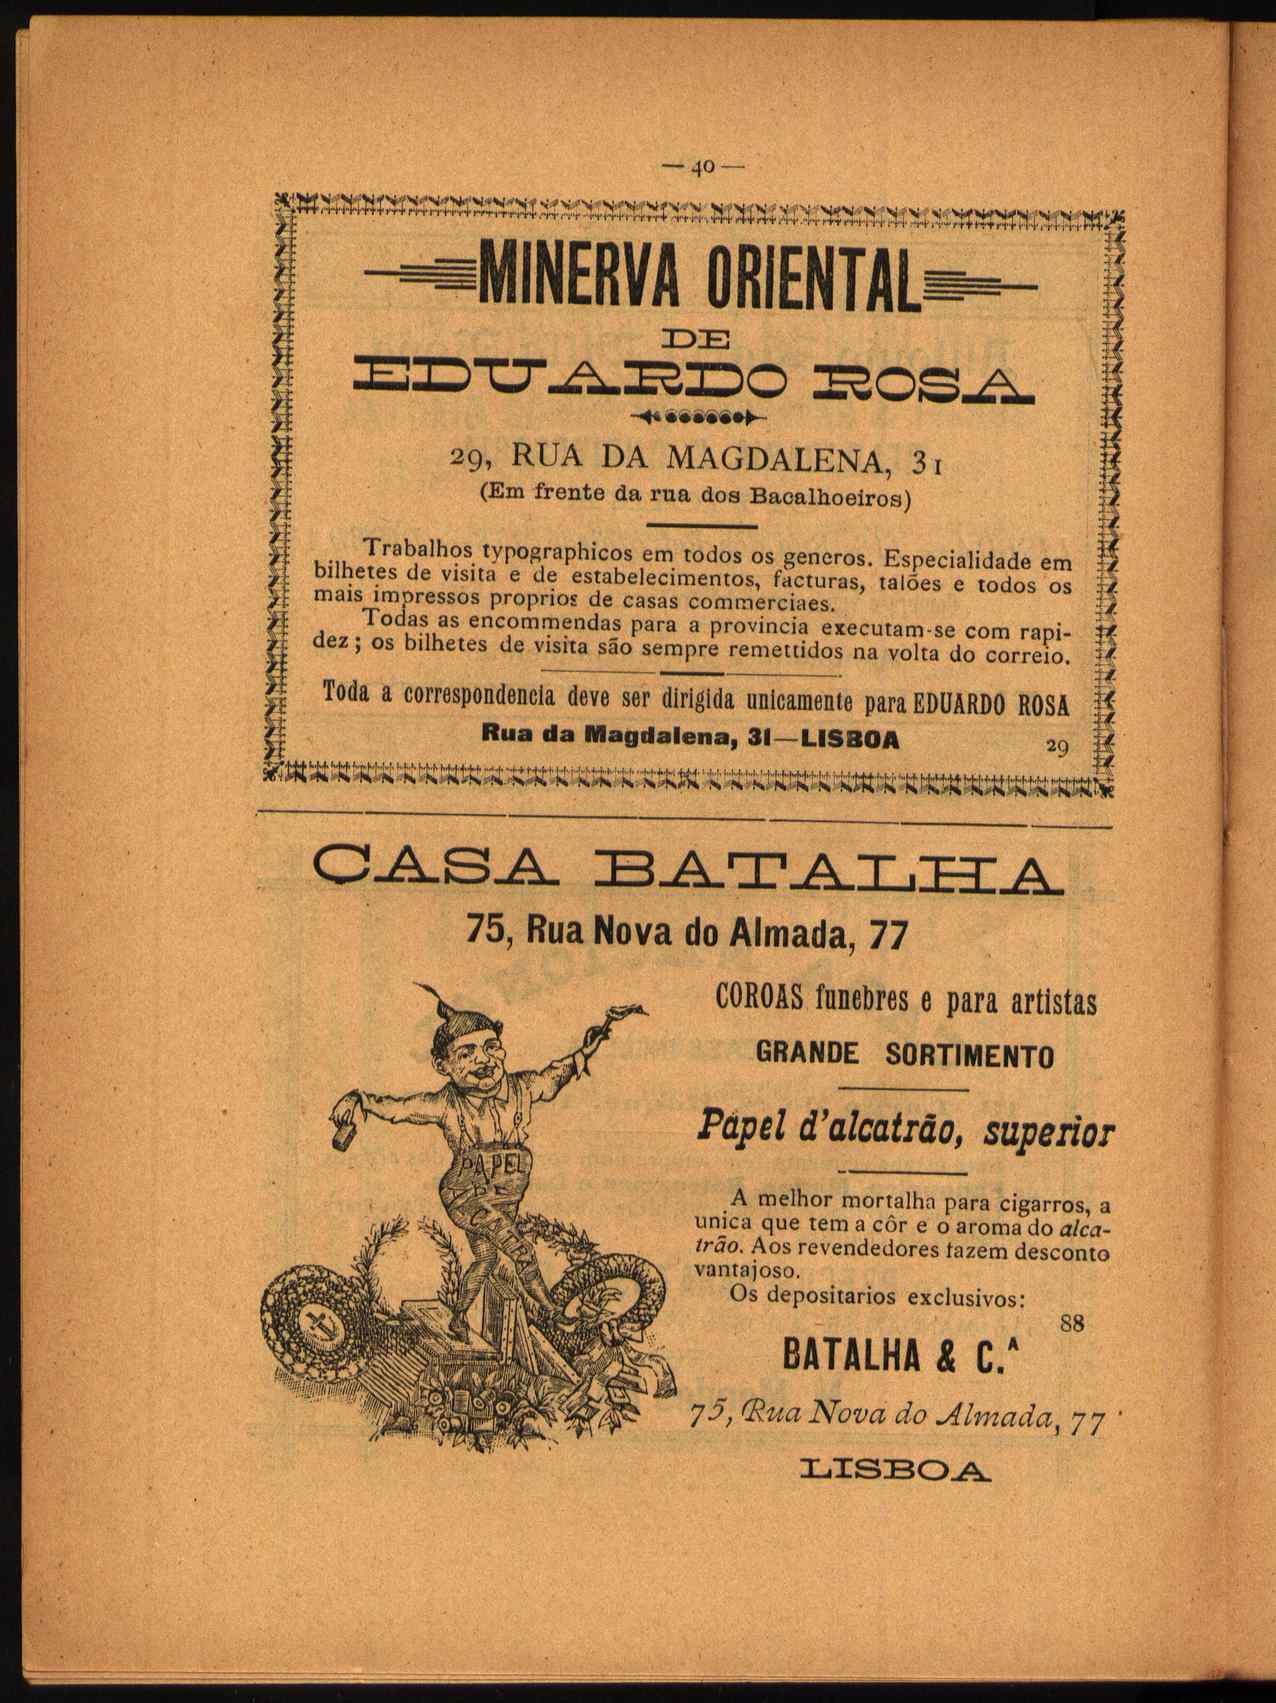 — 40 —
MINERVA ORIENTAL
DE
EDUARDO ROSA
29, RUA DA MAGDALENA, 31
(Em frente da rua dos Bacalhoeiros)
Trabalhos typographicos em todos os generos. Especialidade em
bilhetes de visita e de estabelecimentos, facturas, talões e todos os
mais impressos proprios de casas commerciaes.
Todas as encommendas para a provincia executam-se com rapi-
dez; os bilhetes de visita são sempre remettidos na volta do correio.
Toda a correspondencia deve ser dirigida unicamente para EDUARDO ROSA
Rua da Magdalena, 31—LISBOA
29
CASA BATALHA
75, Rua Nova do Almada, 77
COROAS funebres e para artistas
GRANDE SORTIMENTO
Papel d'alcatrão, superior
PAPEL
DE
A melhor mortalha para cigarros, a
unica que tem a côr e o aroma do alca-
trão. Aos revendedores fazem desconto
vantajoso.
Os depositarios exclusivos:
88
BATALHA & C.ᴬ
75, Rua Nova do Almada, 77
LISBOA